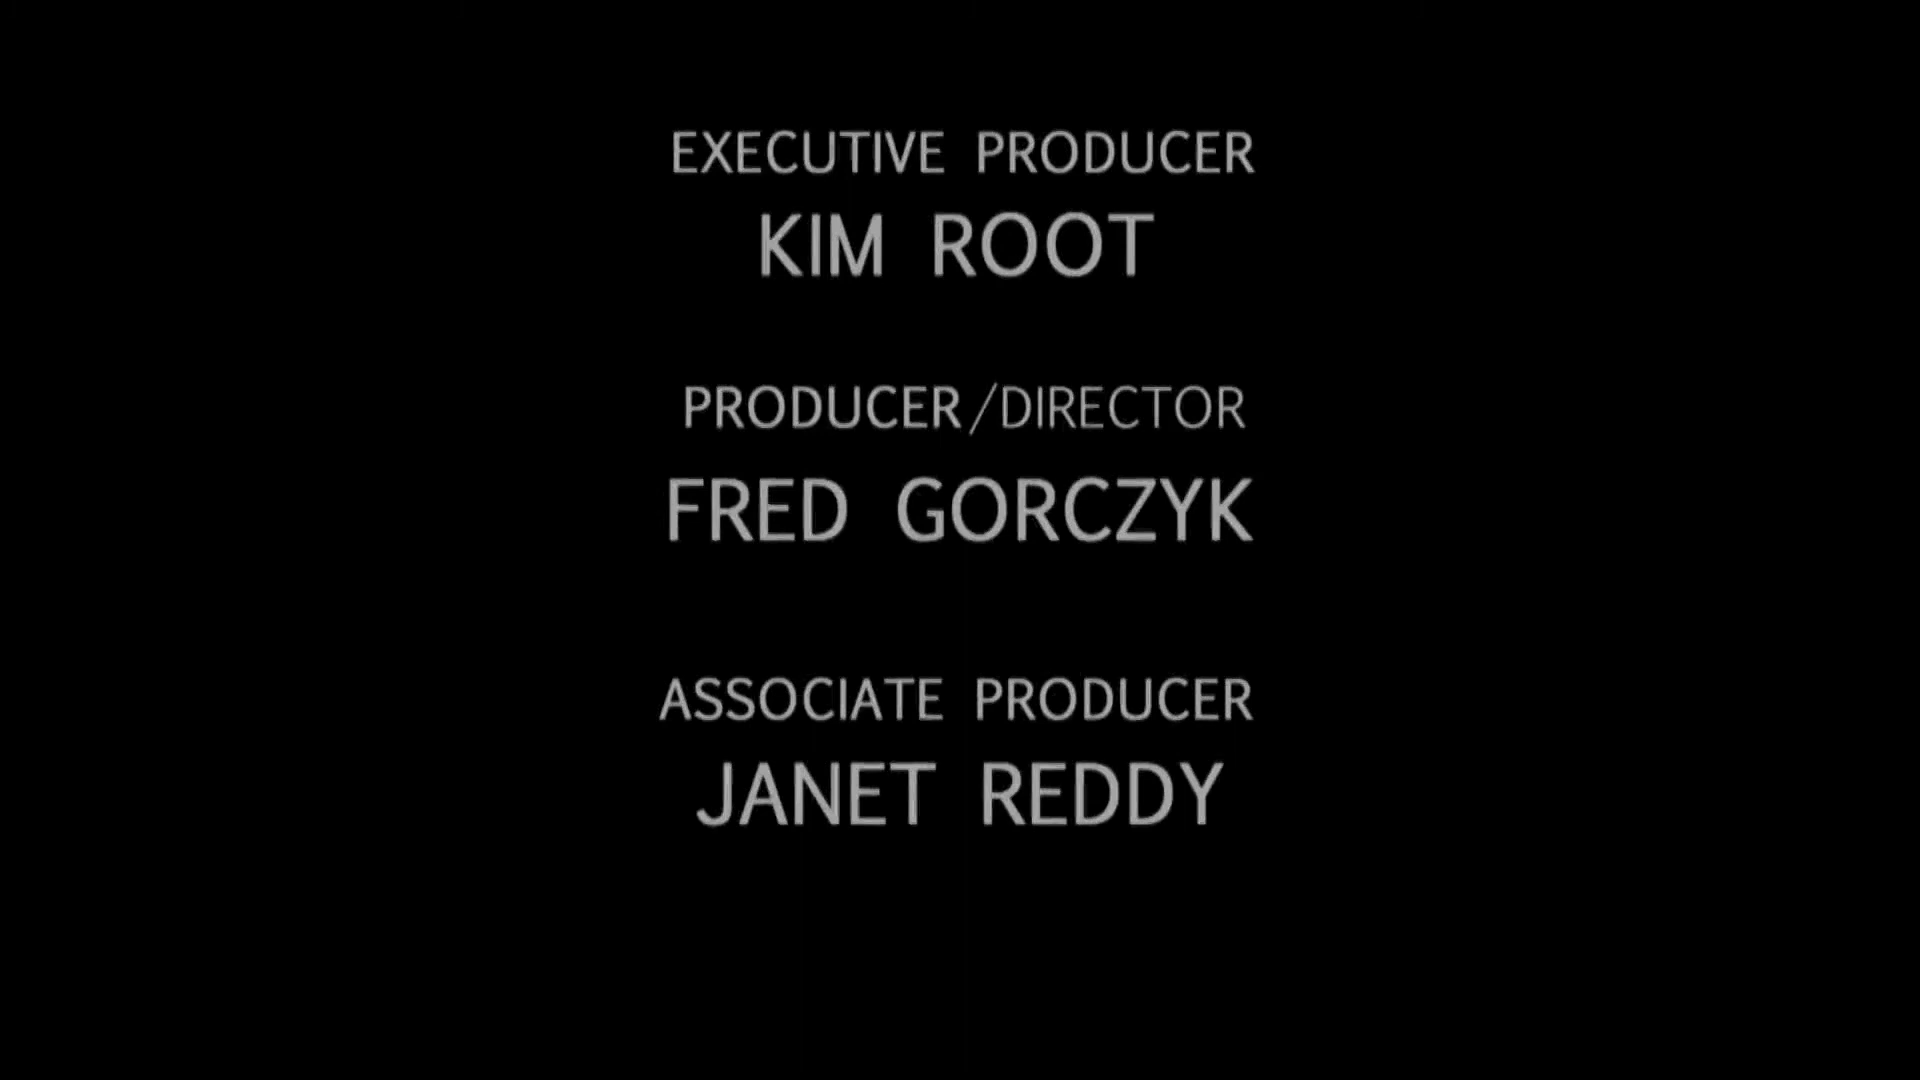 EXECUTIVE PRODUCER
KIM ROOT
PRODUCER/DIRECTOR
FRED GORCZYK
ASSOCIATE PRODUCER
JANET REDDY